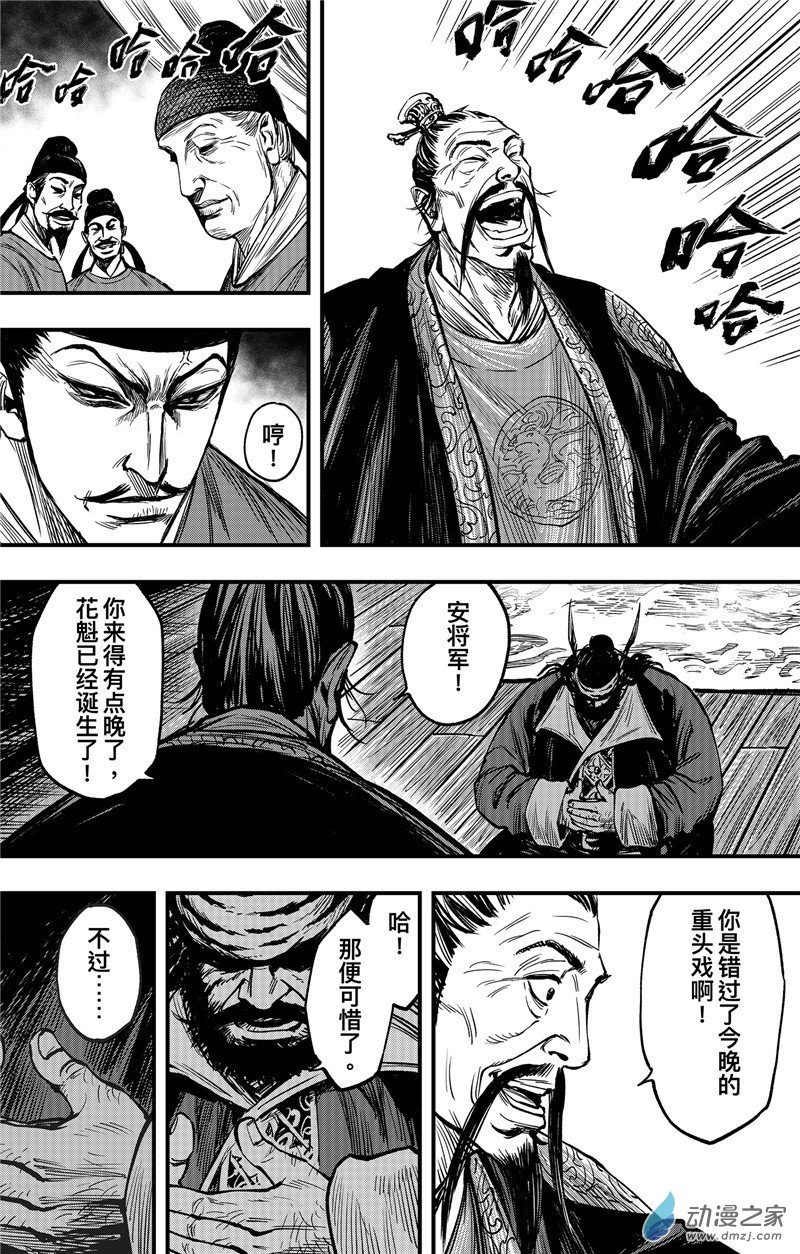 哈哈哈哈哈哈哈
哈哈哈哈哈
哼！
安将军！
你来得有点晚了，
花魁已经诞生了！
你是错过了今晚的
重头戏啊！
哈！
那便可惜了。
不过……
动漫之家
www.dmzj.com